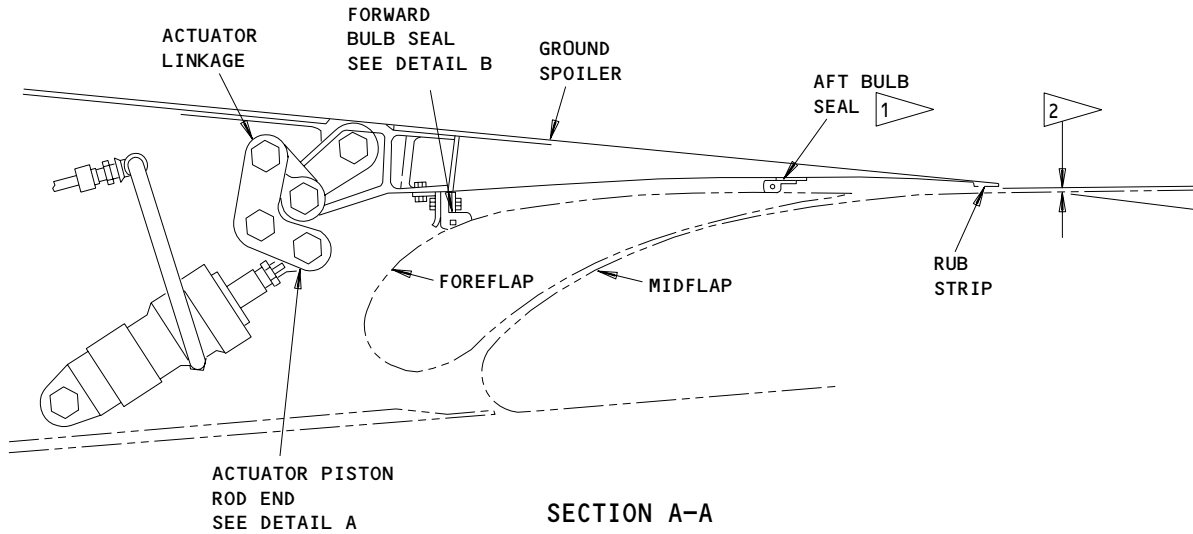 ACTUATOR
LINKAGE
FORWARD
BULB SEAL
SEE DETAIL B
GROUND
SPOILER
AFT BULB
SEAL
1
2
FOREFLAP
MIDFLAP
RUB
STRIP
ACTUATOR PISTON
ROD END
SEE DETAIL A
SECTION A-A